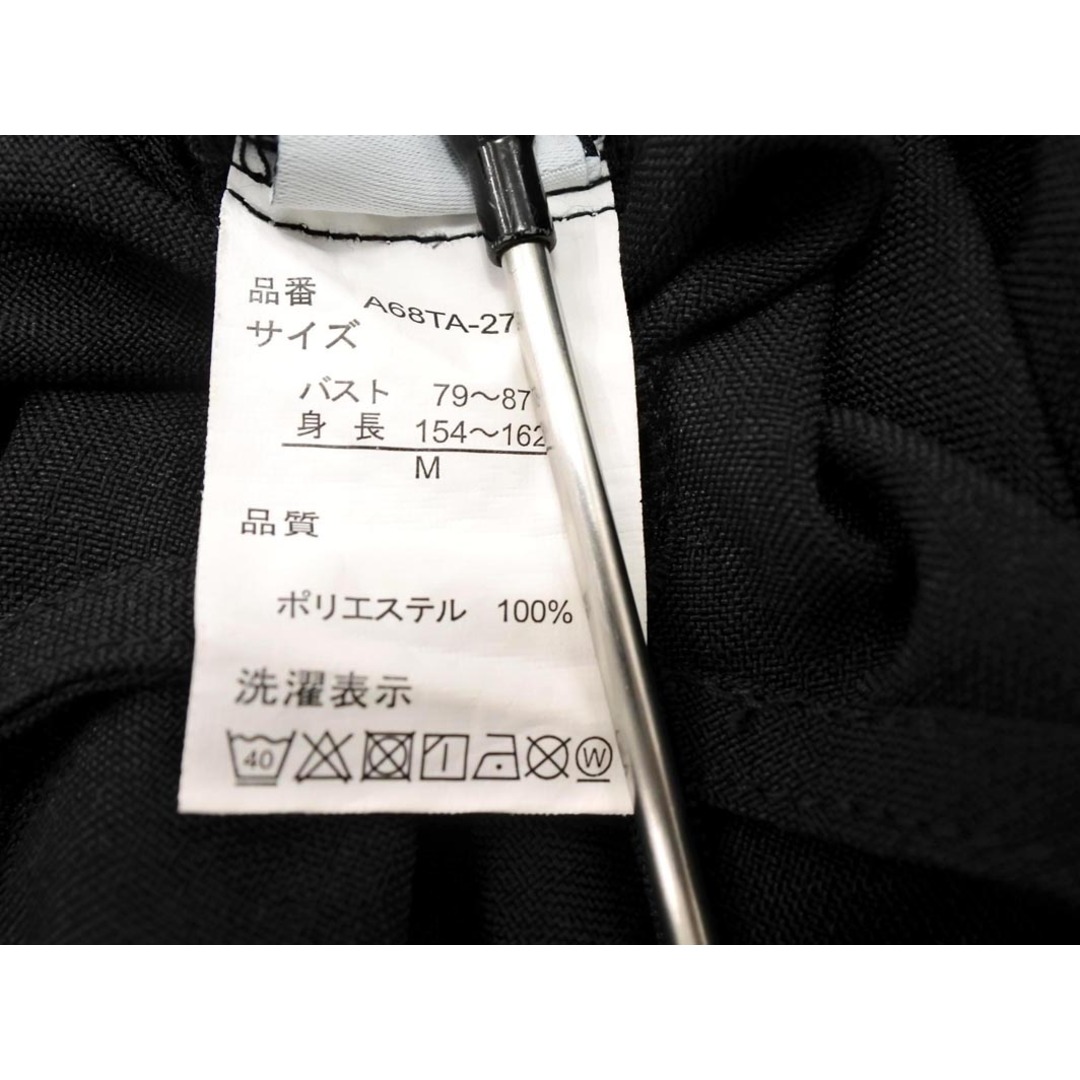 品番 A68TA-27
サイズ
バスト 79～87
身長 154～162
M
品質
ポリエステル 100%
洗濯表示
40 W